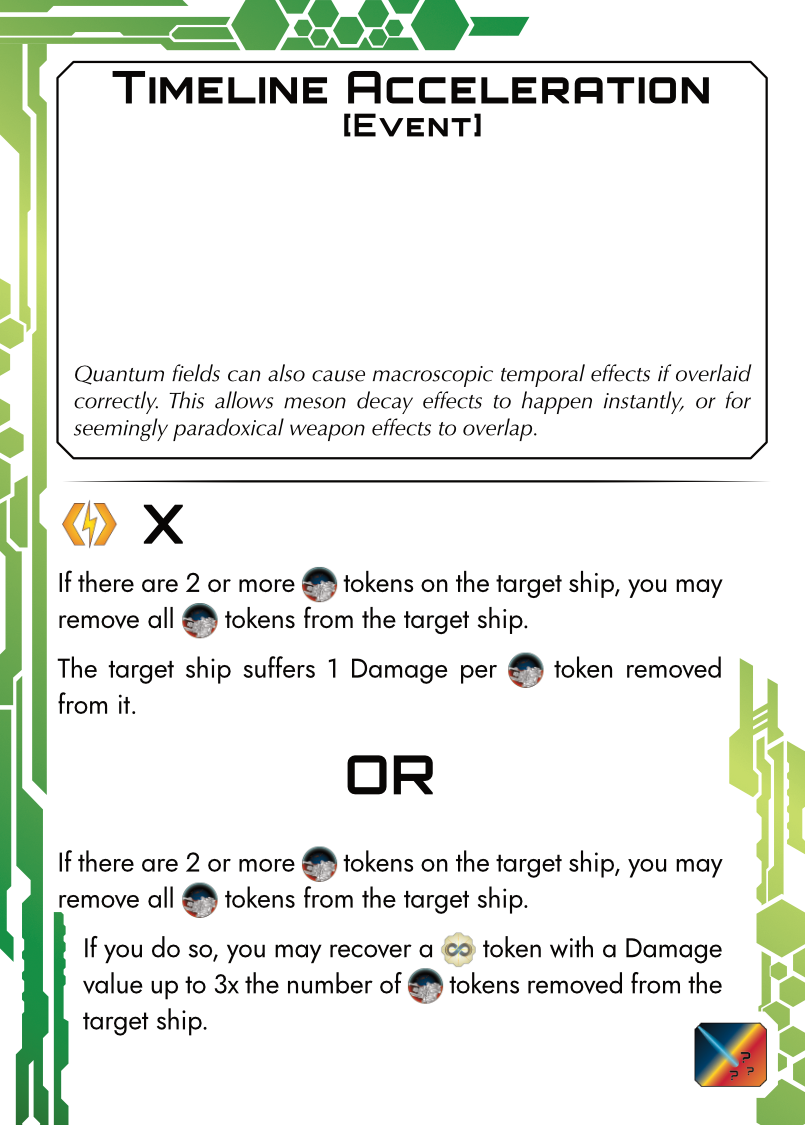 TIMELINE ACCELERATION
[EVENT]
Quantum fields can also cause macroscopic temporal effects if overlaid
correctly. This allows meson decay effects to happen instantly, or for
seemingly paradoxical weapon effects to overlap.
X
If there are 2 or more tokens on the target ship, you may
remove all tokens from the target ship.
The target ship suffers 1 Damage per token removed
from it.
OR
If there are 2 or more tokens on the target ship, you may
remove all tokens from the target ship.
If you do so, you may recover a ∞ token with a Damage
value up to 3x the number of tokens removed from the
target ship.
?
? ?